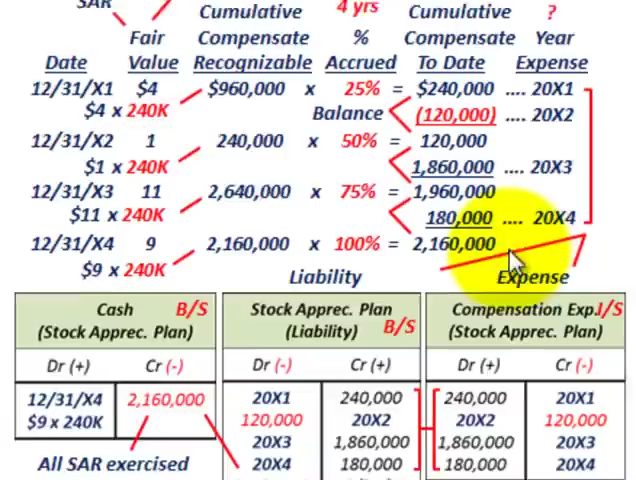 SAR
4 yrs
Cumulative Cumulative ?
Fair Compensate % Compensate Year
Date Value Recognizable Accrued To Date Expense
12/31/X1 $4 $960,000 x 25% = $240,000 .... 20X1
$4 x 240K Balance (120,000) .... 20X2
12/31/X2 1 240,000 x 50% = 120,000
$1 x 240K 1,860,000 .... 20X3
12/31/X3 11 2,640,000 x 75% = 1,960,000
$11 x 240K 180,000 .... 20X4
12/31/X4 9 2,160,000 x 100% = 2,160,000
$9 x 240K
Liability Expense
Cash B/S Stock Apprec. Plan Compensation Exp. I/S
(Stock Apprec. Plan) (Liability) B/S (Stock Apprec. Plan)
Dr (+) Cr (-) Dr (-) Cr (+) Dr (+) Cr (-)
12/31/X4 2,160,000 20X1 240,000 240,000 20X1
$9 x 240K 120,000 20X2 20X2 120,000
20X3 1,860,000 1,860,000 20X3
All SAR exercised 20X4 180,000 180,000 20X4